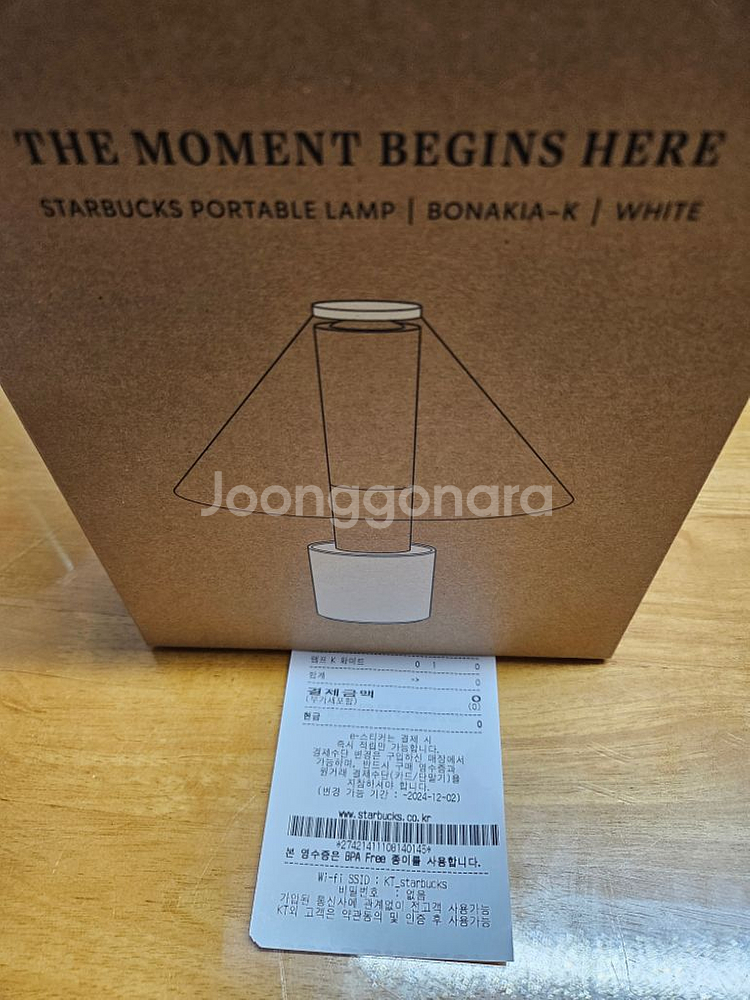 THE MOMENT BEGINS HERE
STARBUCKS PORTABLE LAMP | BONAKIA-K | WHITE
Joonggonara
램프 K 화이트 0 1 0
합계 -> 0
결제금액 0
(부가세포함) (0)
현금 0
e-스티커는 결제 시
즉시 적립만 가능합니다.
결제수단 변경은 구입하신 매장에서
가능하며, 반드시 구매 영수증과
원거래 결제수단(카드/단말기)을
지참하셔야 합니다.
(변경 가능 기간 : ~2024-12-02)
www.starbucks.co.kr
*27421411108140145*
본 영수증은 BPA Free 종이를 사용합니다.
Wi-fi SSID : KT_starbucks
비밀번호 : 없음
가입된 통신사에 관계없이 전고객 사용가능
KT외 고객은 약관동의 및 인증 후 사용가능